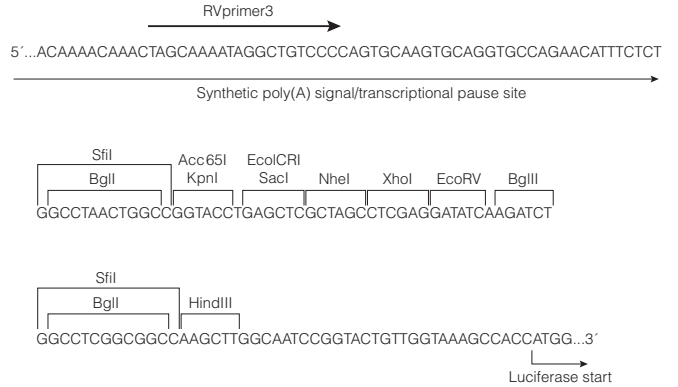 RVprimer3
5´...ACAAAACAAACTAGCAAAATAGGCTGTCCCCAGTGCAAGTGCAGGTGCCAGAACATTTCTCT
Synthetic poly(A) signal/transcriptional pause site
SfiI Acc65I EcoICRI
BglI KpnI SacI NheI XhoI EcoRV BglII
GGCCTAACTGGCCGGTACCTGAGCTCGCTAGCCTCGAGGATATCAAGATCT
SfiI
BglI HindIII
GGCCTCGGCGGCCAAGCTTGGCAATCCGGTACTGTTGGTAAAGCCACCATGG...3´
Luciferase start